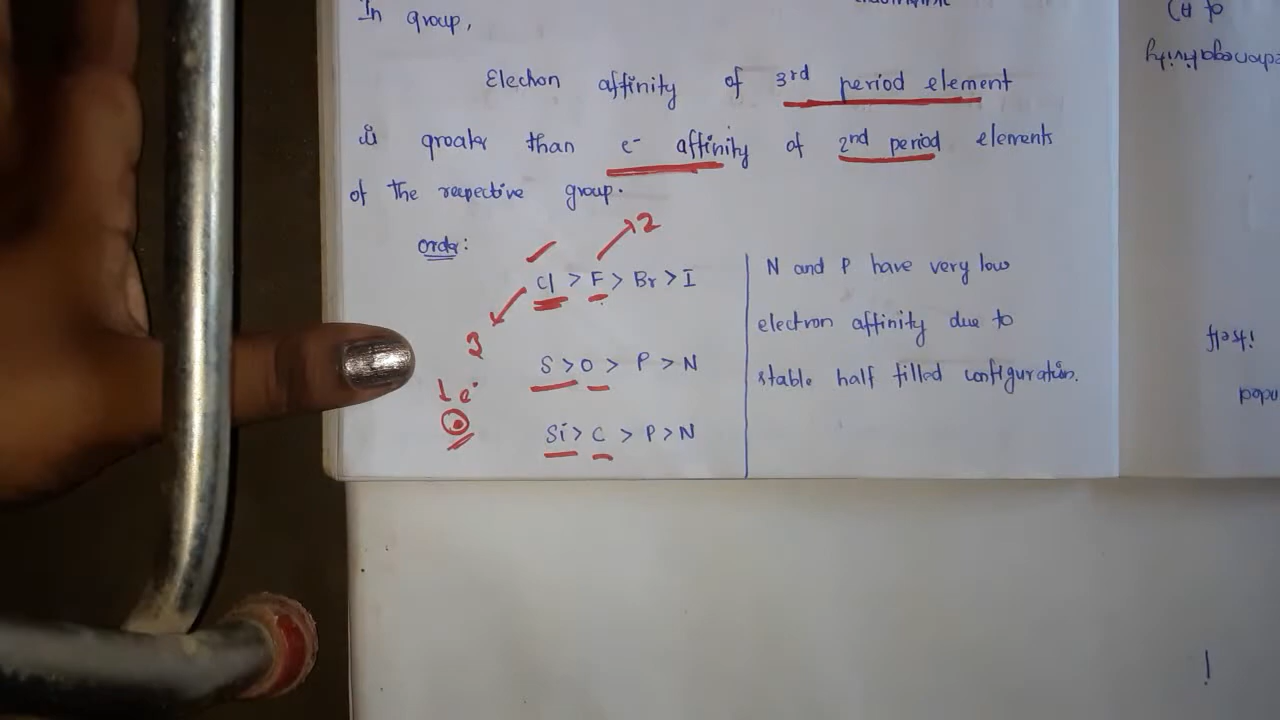 In group,
Electron affinity of 3rd period element
is greater than e- affinity of 2nd period elements
of the respective group.
Order:
2
Cl > F > Br > I
3
S > O > P > N
e-
Si > C > P > N
N and P have very low
electron affinity due to
stable half filled configuration.
of A)
itself